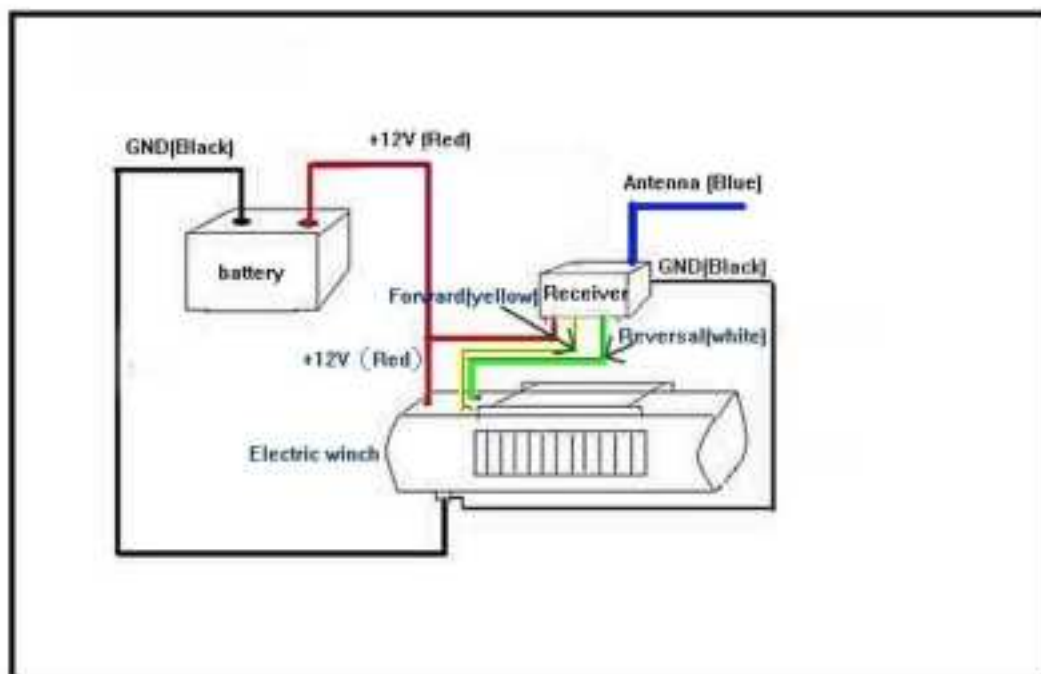 +12V (Red)
GND(Black)
Antenna (Blue)
battery
GND(Black)
Forward(yellow)
Receiver
Reversal(white)
+12V (Red)
Electric winch